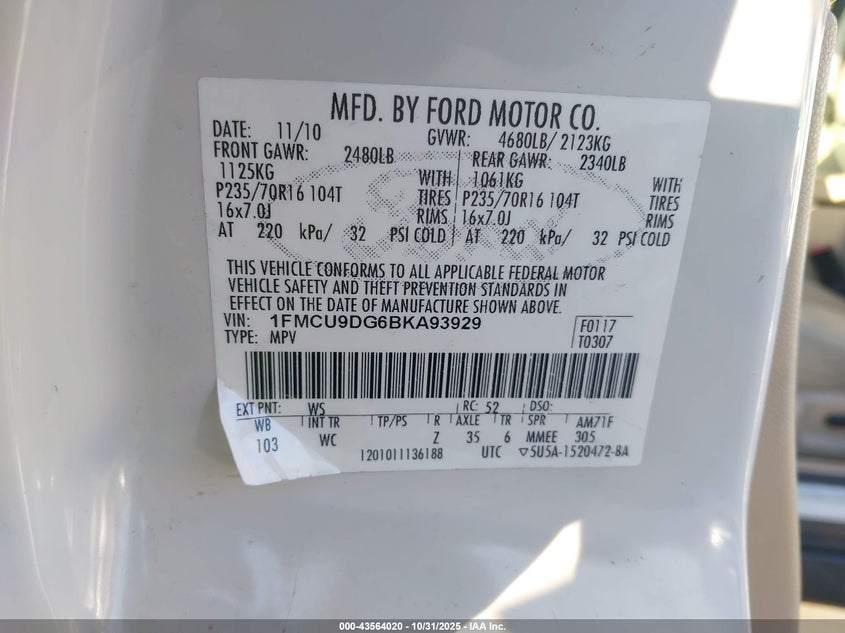 MFD. BY FORD MOTOR CO.
DATE: 11/10 GVWR: 4680LB/ 2123KG
FRONT GAWR: 2480LB REAR GAWR: 2340LB
1125KG WITH 1061KG WITH
P235/70R16 104T TIRES P235/70R16 104T TIRES
16x7.0J RIMS 16x7.0J RIMS
AT 220 kPa/ 32 PSI COLD AT 220 kPa/ 32 PSI COLD
THIS VEHICLE CONFORMS TO ALL APPLICABLE FEDERAL MOTOR
VEHICLE SAFETY AND THEFT PREVENTION STANDARDS IN
EFFECT ON THE DATE OF MANUFACTURE SHOWN ABOVE.
VIN: 1FMCU9DG6BKA93929 F0117
TYPE: MPV T0307
EXT PNT: WS RC: 52 DSO:
WB INT TR TP/PS R AXLE TR SPR AM71F
103 WC Z 35 6 MMEE 305
1201011136188 UTC ▽5U5A-1520472-BA
000-43564020 - 10/31/2025 - IAA Inc.